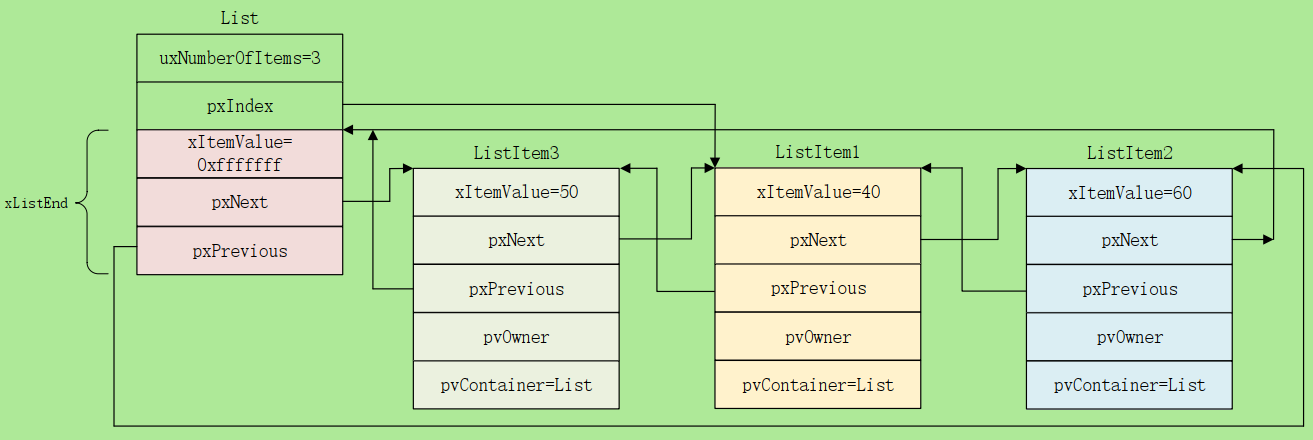 List
uxNumberOfItems=3
pxIndex
xItemValue=
0xfffffff
pxNext
pxPrevious
xListEnd
ListItem3
xItemValue=50
pxNext
pxPrevious
pvOwner
pvContainer=List
ListItem1
xItemValue=40
pxNext
pxPrevious
pvOwner
pvContainer=List
ListItem2
xItemValue=60
pxNext
pxPrevious
pvOwner
pvContainer=List